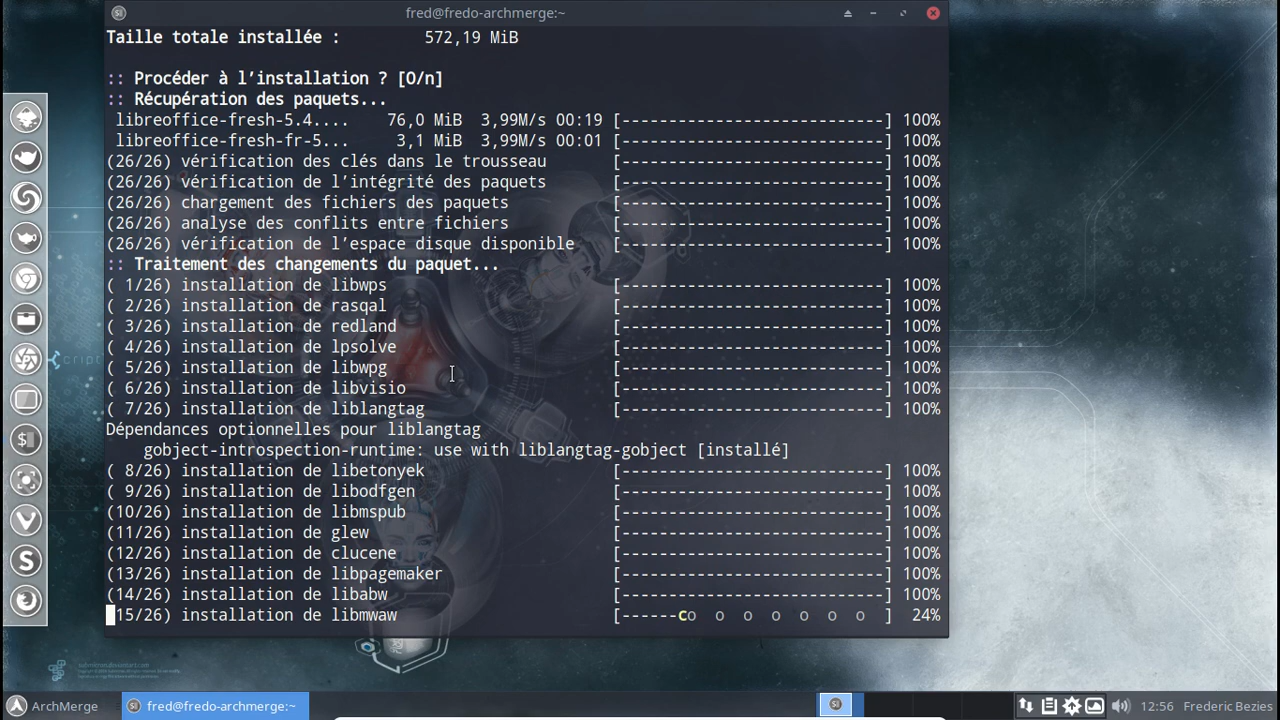 fred@fredo-archmerge:~
Taille totale installée : 572,19 MiB
:: Procéder à l’installation ? [O/n]
:: Récupération des paquets...
libreoffice-fresh-5.4.... 76,0 MiB 3,99M/s 00:19 [----------------------------] 100%
libreoffice-fresh-fr-5... 3,1 MiB 3,99M/s 00:01 [----------------------------] 100%
(26/26) vérification des clés dans le trousseau [----------------------------] 100%
(26/26) vérification de l’intégrité des paquets [----------------------------] 100%
(26/26) chargement des fichiers des paquets [----------------------------] 100%
(26/26) analyse des conflits entre fichiers [----------------------------] 100%
(26/26) vérification de l’espace disque disponible [----------------------------] 100%
:: Traitement des changements du paquet...
( 1/26) installation de libwps [----------------------------] 100%
( 2/26) installation de rasqal [----------------------------] 100%
( 3/26) installation de redland [----------------------------] 100%
( 4/26) installation de lpsolve [----------------------------] 100%
( 5/26) installation de libwpg [----------------------------] 100%
( 6/26) installation de libvisio [----------------------------] 100%
( 7/26) installation de liblangtag [----------------------------] 100%
Dépendances optionnelles pour liblangtag
gobject-introspection-runtime: use with liblangtag-gobject [installé]
( 8/26) installation de libetonyek [----------------------------] 100%
( 9/26) installation de libodfgen [----------------------------] 100%
(10/26) installation de libmspub [----------------------------] 100%
(11/26) installation de glew [----------------------------] 100%
(12/26) installation de clucene [----------------------------] 100%
(13/26) installation de libpagemaker [----------------------------] 100%
(14/26) installation de libabw [----------------------------] 100%
15/26) installation de libmwaw [------co o o o o o o ] 24%
ArchMerge
fred@fredo-archmerge:~
12:56 Frederic Bezies